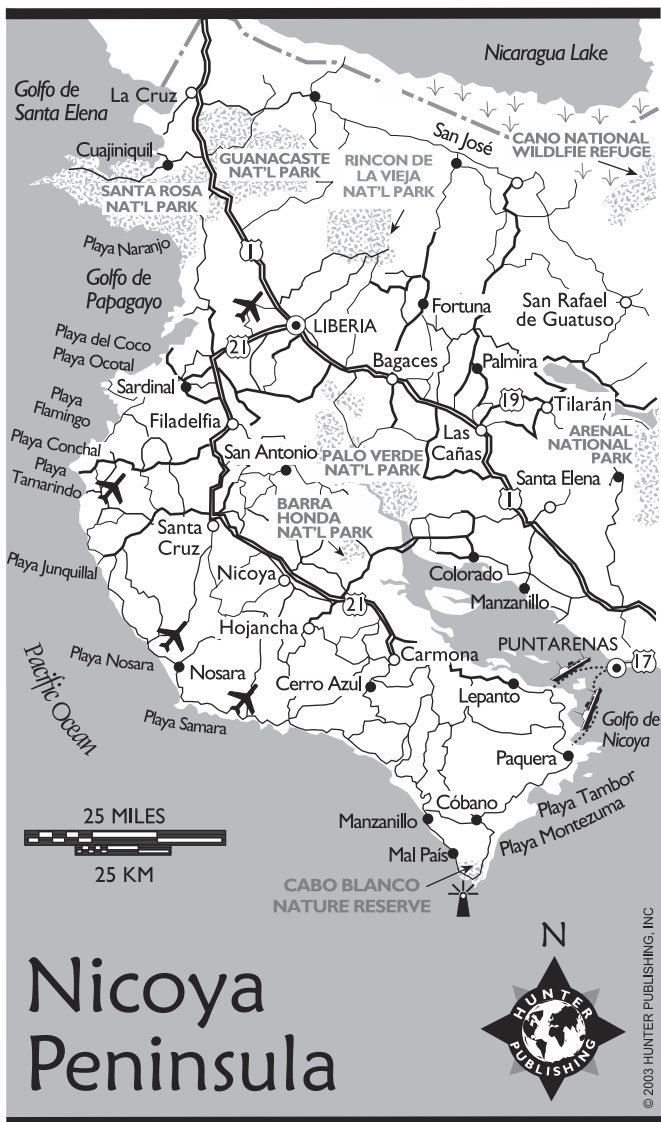 Nicaragua Lake
Golfo de
Santa Elena
La Cruz
San José
CANO NATIONAL
WILDLFIE REFUGE
Cuajiniquil
GUANACASTE
NAT'L PARK
RINCON DE
LA VIEJA
NAT'L PARK
SANTA ROSA
NAT'L PARK
Playa Naranjo
1
Golfo de
Papagayo
Fortuna
San Rafael
de Guatuso
LIBERIA
Playa del Coco
Playa Ocotal
21
Bagaces
Palmira
Sardinal
Playa
Flamingo
19
Tilarán
Filadelfia
Las
Cañas
ARENAL
NATIONAL
PARK
Playa Conchal
San Antonio
PALO VERDE
NAT'L PARK
Playa
Tamarindo
Santa Elena
1
BARRA
HONDA
NAT'L PARK
Santa
Cruz
Playa Junquillal
Nicoya
Colorado
Manzanillo
21
Hojancha
PUNTARENAS
17
Pacific Ocean
Playa Nosara
Nosara
Carmona
Cerro Azul
Lepanto
Playa Samara
Golfo de
Nicoya
Paquera
25 MILES
25 KM
Cóbano
Playa Tambor
Manzanillo
Playa Montezuma
Mal País
CABO BLANCO
NATURE RESERVE
N
HUNTER
PUBLISHING
Nicoya
Peninsula
© 2003 HUNTER PUBLISHING, INC